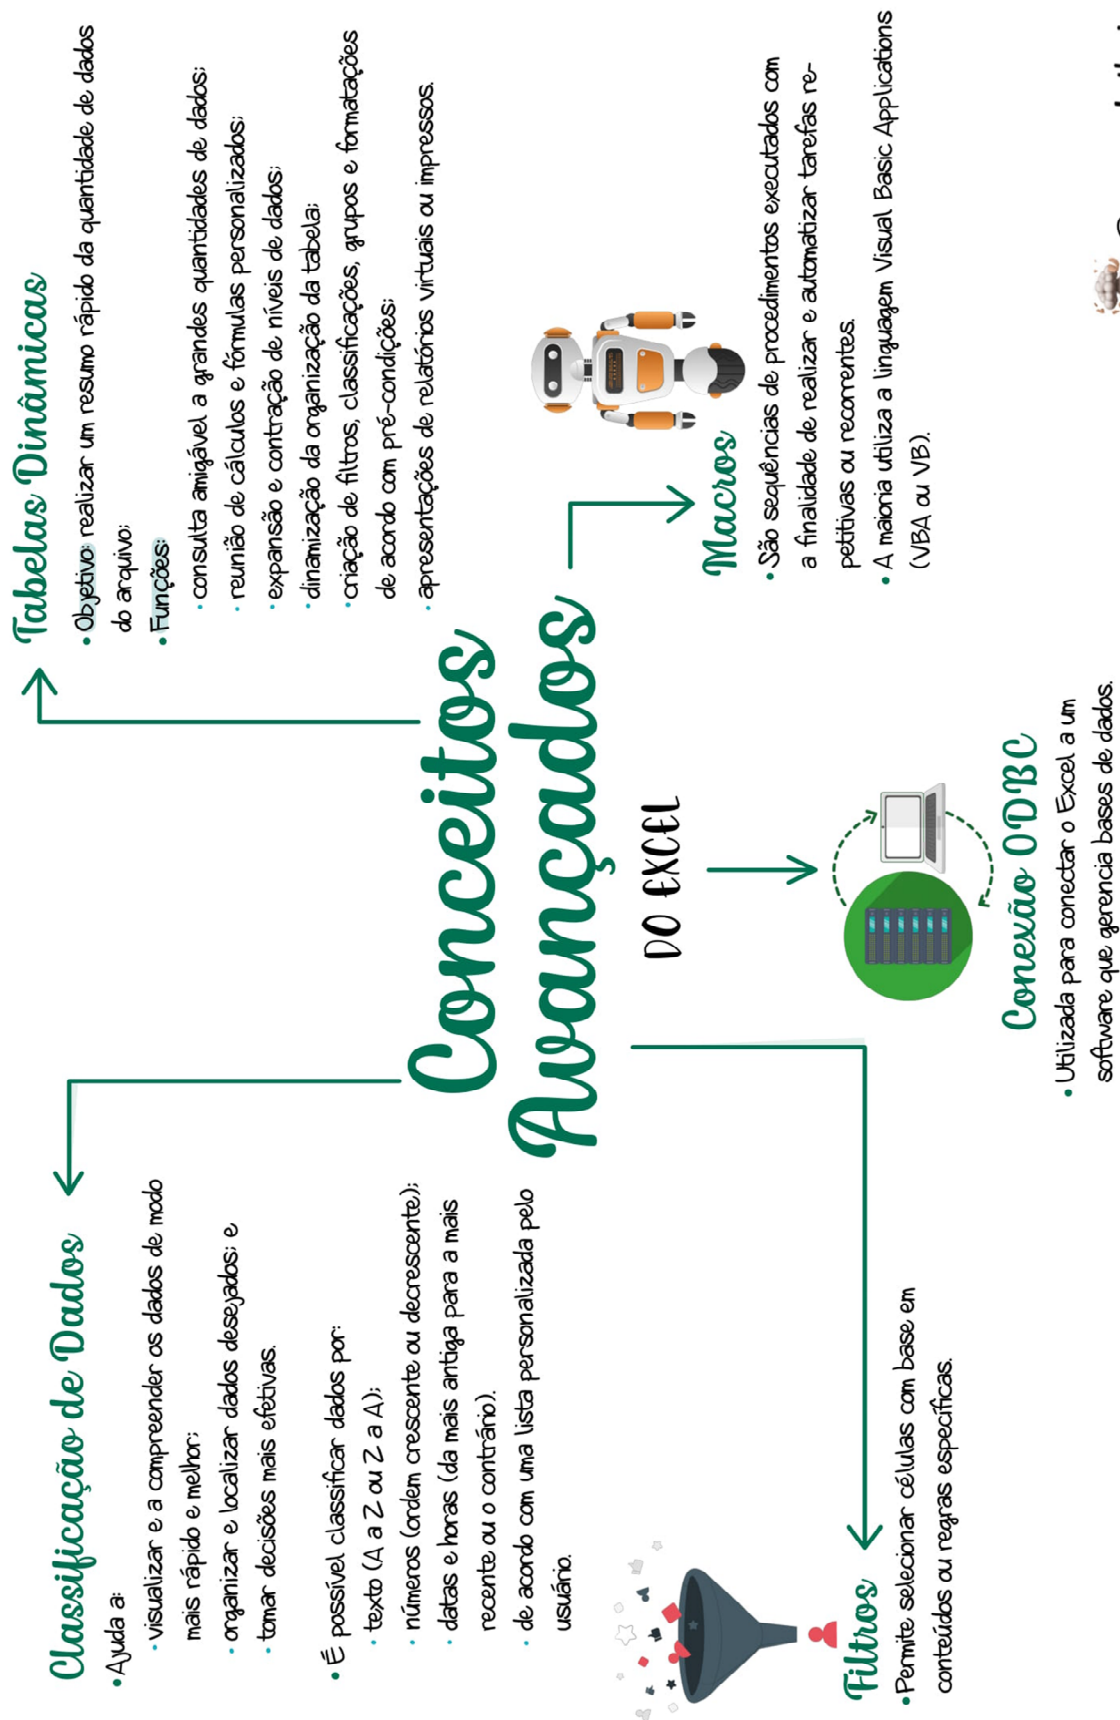 Classificação de Dados
• Ajuda a:
· visualizar e a compreender os dados de modo
mais rápido e melhor;
· organizar e localizar dados desejados; e
· tomar decisões mais efetivas.
• É possível classificar dados por:
· texto (A a Z ou Z a A);
· números (ordem crescente ou decrescente);
· datas e horas (da mais antiga para a mais
recente ou o contrário).
· de acordo com uma lista personalizada pelo
usuário.
Tabelas Dinâmicas
• Objetivo: realizar um resumo rápido da quantidade de dados
do arquivo;
• Funções:
· consulta amigável a grandes quantidades de dados;
· reunião de cálculos e fórmulas personalizados;
· expansão e contração de níveis de dados;
· dinamização da organização da tabela;
· criação de filtros, classificações, grupos e formatações
de acordo com pré-condições;
· apresentações de relatórios virtuais ou impressos.
Conceitos
Avançados
DO EXCEL
Filtros
• Permite selecionar células com base em
conteúdos ou regras específicas.
Conexão ODBC
• Utilizada para conectar o Excel a um
software que gerencia bases de dados.
Macros
• São sequências de procedimentos executados com
a finalidade de realizar e automatizar tarefas re-
petitivas ou recorrentes.
• A maioria utiliza a linguagem Visual Basic Applications
(VBA ou VB).